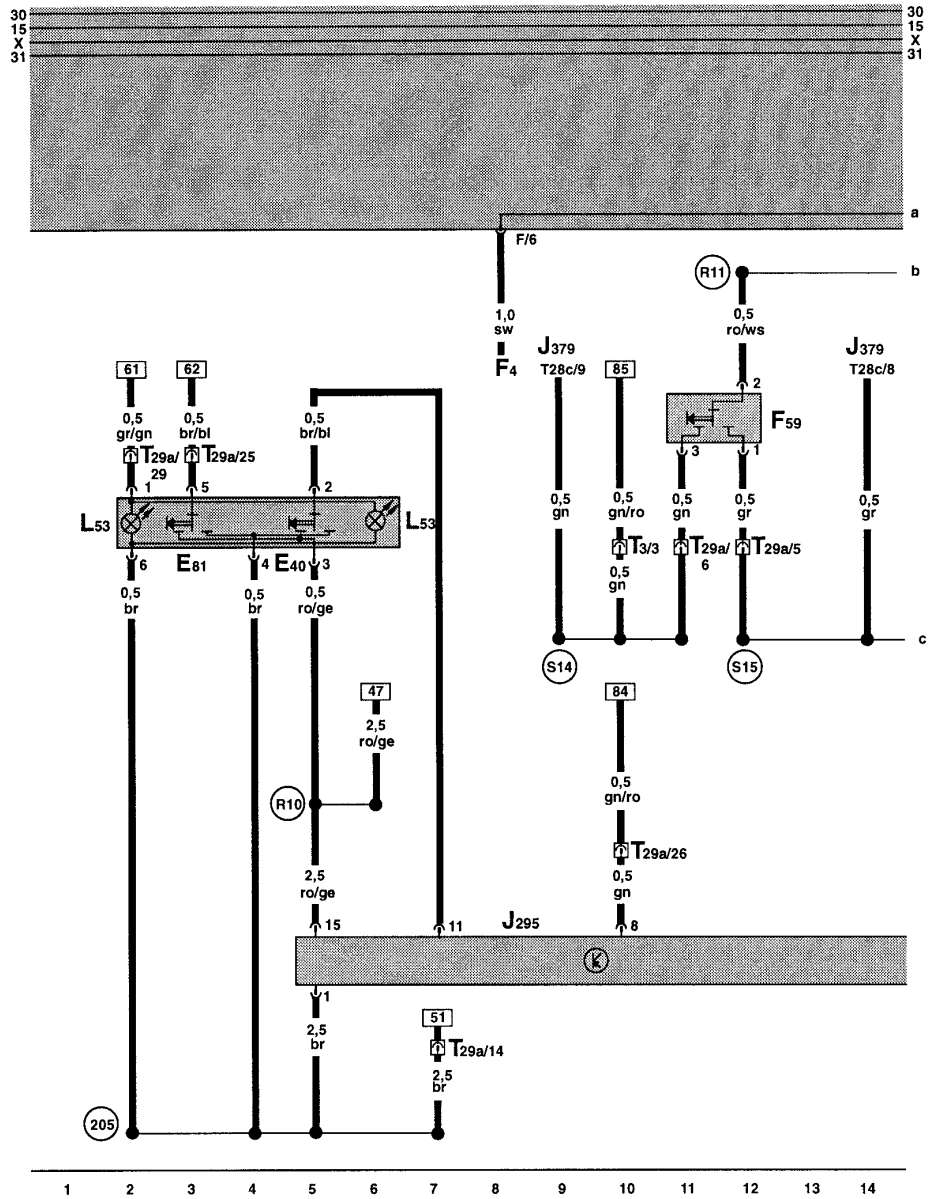 30 30
15 15
X X
31 31
a
F/6
R11 b
1,0
sw
F4
0,5
ro/ws
J379
T28c/9
J379
T28c/8
61 62 85
2
F59
3 1
0,5
gr/gn
0,5
br/bl
0,5
br/bl
T29a/
29
T29a/25
1 5 2
L53 L53
6 E81 4 E40 3
0,5
br
0,5
br
0,5
ro/ge
0,5
gn
0,5
gn/ro
0,5
gn
0,5
gr
0,5
gr
T3/3
T29a/
6
T29a/5
0,5
gn
c
S14 S15
47 84
2,5
ro/ge
R10
0,5
gn/ro
T29a/26
2,5
ro/ge
0,5
gn
15 11 J295 8
1
2,5
br
51
T29a/14
2,5
br
205
1 2 3 4 5 6 7 8 9 10 11 12 13 14